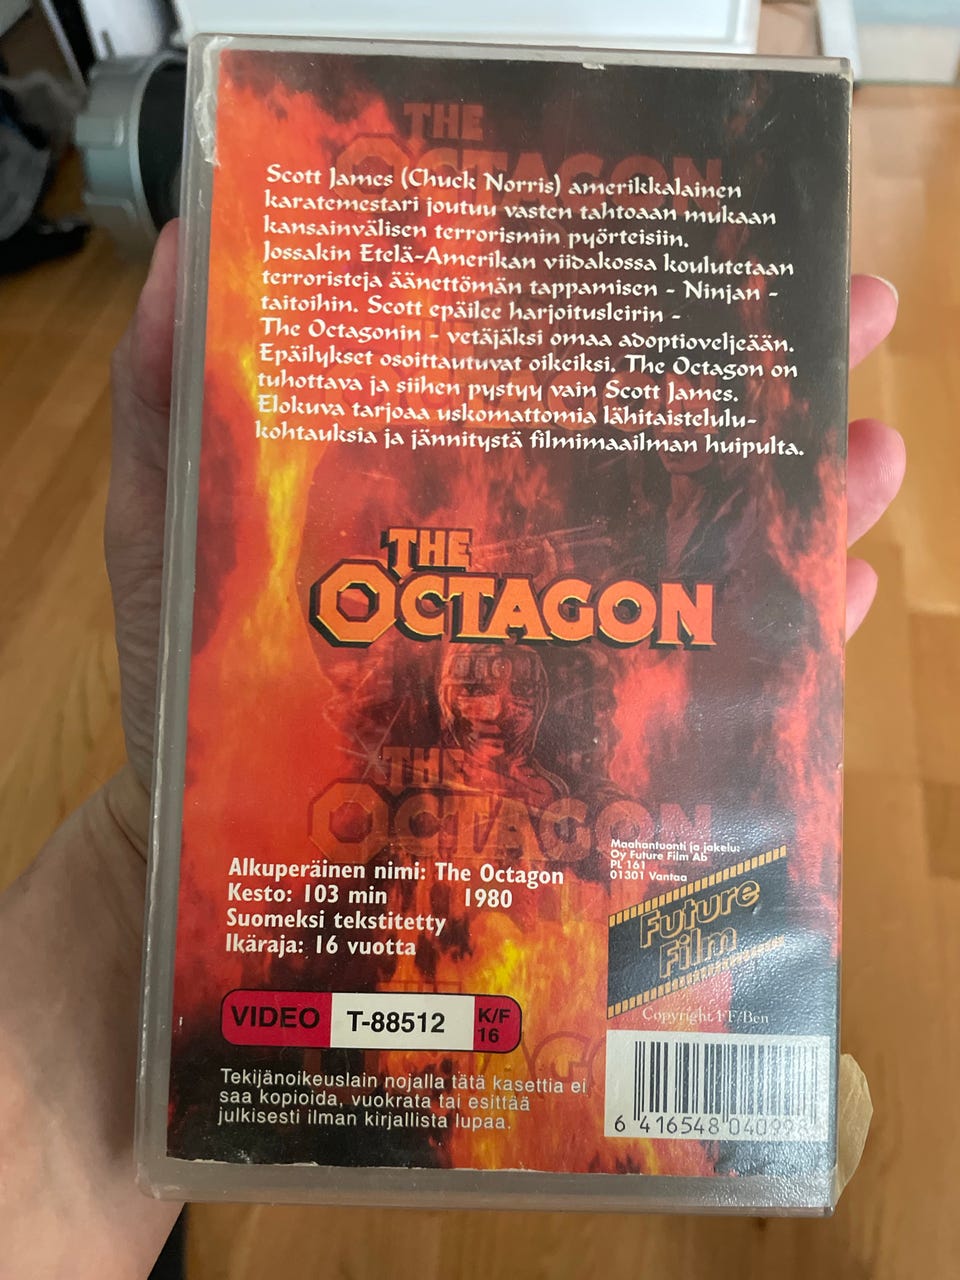 THE
OCTAGON
Scott James (Chuck Norris) amerikkalainen
karatemestari joutuu vasten tahtoaan mukaan
kansainvälisen terrorismin pyörteisiin.
Jossakin Etelä-Amerikan viidakossa koulutetaan
terroristeja äänettömän tappamisen - Ninjan -
taitoihin. Scott epäilee harjoitusleirin -
The Octagonin - vetäjäksi omaa adoptioveljeään.
Epäilykset osoittautuvat oikeiksi. The Octagon on
tuhottava ja siihen pystyy vain Scott James.
Elokuva tarjoaa uskomattomia lähitaistelulu-
kohtauksia ja jännitystä filmimaailman huipulta.
THE
OCTAGON
THE
OCTAGON
Alkuperäinen nimi: The Octagon
Kesto: 103 min 1980
Suomeksi tekstitetty
Ikäraja: 16 vuotta
Maahantuonti ja jakelu:
Oy Future Film Ab
PL 161
01301 Vantaa
Future
Film
Copyright FF/Ben
VIDEO T-88512 K/F
16
Tekijänoikeuslain nojalla tätä kasettia ei
saa kopioida, vuokrata tai esittää
julkisesti ilman kirjallista lupaa.
6 416548